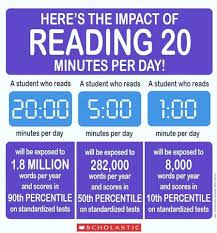 HERE'S THE IMPACT OF
READING 20
MINUTES PER DAY!
A student who reads
20:00
minutes per day
will be exposed to
1.8 MILLION
words per year
and scores in
90th PERCENTILE
on standardized tests
A student who reads
5:00
minutes per day
will be exposed to
282,000
words per year
and scores in
50th PERCENTILE
on standardized tests
A student who reads
1:00
minutes per day
will be exposed to
8,000
words per year
and scores in
10th PERCENTILE
on standardized tests
SCHOLASTIC